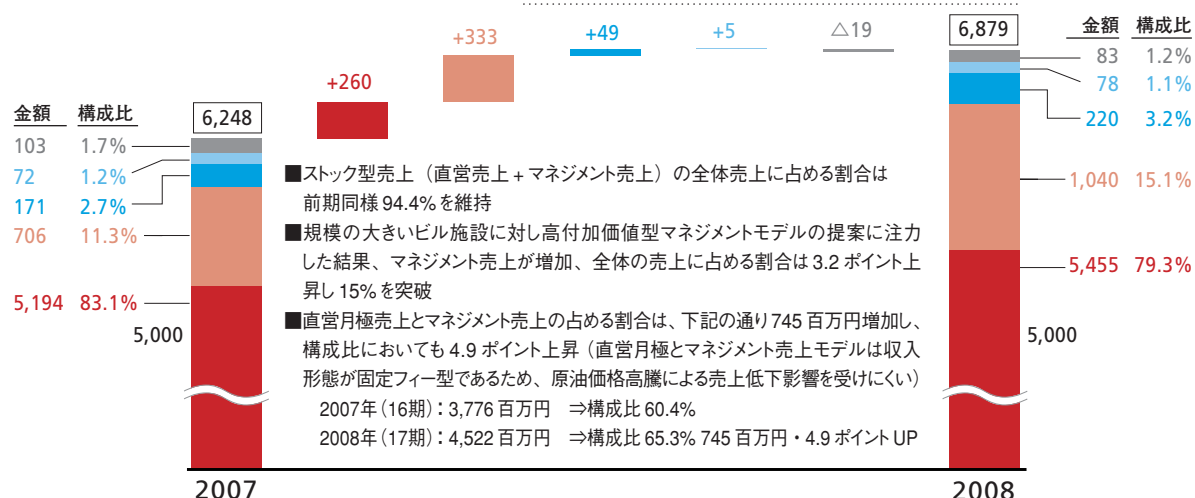 +260
+333
+49
+5
△19
金額 構成比
6,248
103 1.7%
72 1.2%
171 2.7%
706 11.3%
5,194 83.1%
5,000
■ストック型売上（直営売上 + マネジメント売上）の全体売上に占める割合は
前期同様 94.4% を維持
■規模の大きいビル施設に対し高付加価値型マネジメントモデルの提案に注力
した結果、マネジメント売上が増加、全体の売上に占める割合は 3.2 ポイント上
昇し 15% を突破
■直営月極売上とマネジメント売上の占める割合は、下記の通り 745 百万円増加し、
構成比においても 4.9 ポイント上昇（直営月極とマネジメント売上モデルは収入
形態が固定フィー型であるため、原油価格高騰による売上低下影響を受けにくい）
2007年（16期）：3,776 百万円 ⇒構成比 60.4%
2008年（17期）：4,522 百万円 ⇒構成比 65.3% 745 百万円・4.9 ポイント UP
6,879
金額 構成比
83 1.2%
78 1.1%
220 3.2%
1,040 15.1%
5,455 79.3%
5,000
2007
2008